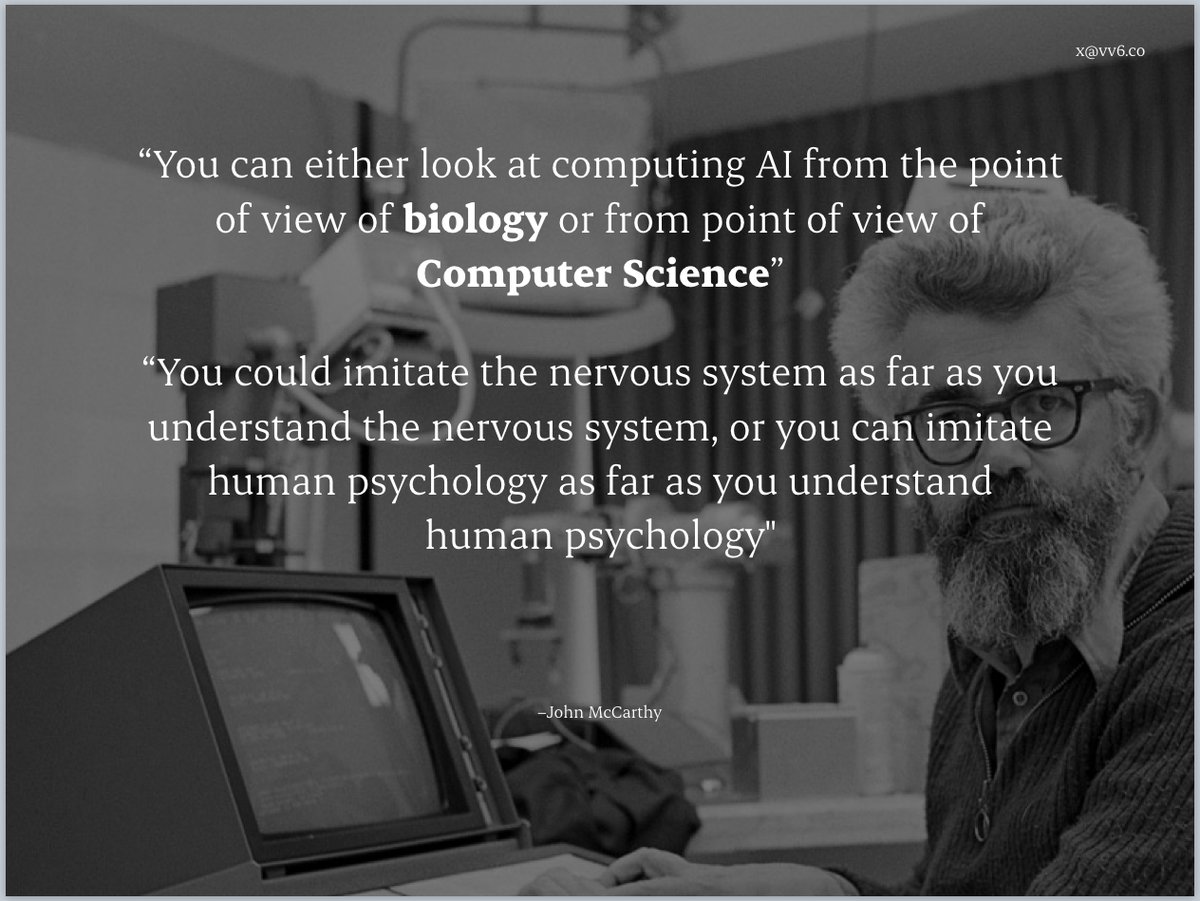 x@vv6.co
“You can either look at computing AI from the point
of view of biology or from point of view of
Computer Science”
“You could imitate the nervous system as far as you
understand the nervous system, or you can imitate
human psychology as far as you understand
human psychology"
–John McCarthy